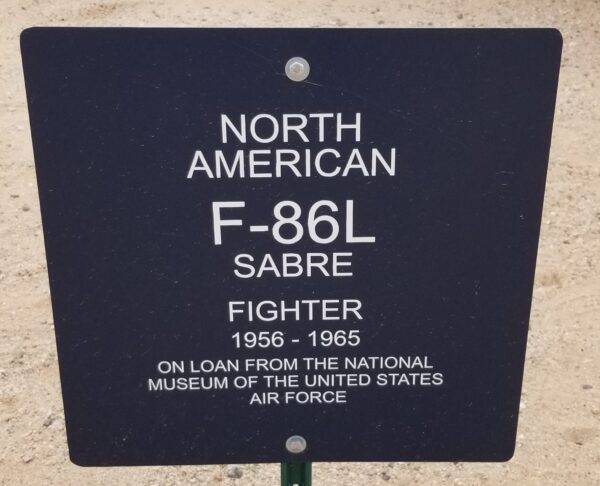 NORTH
AMERICAN
F-86L
SABRE
FIGHTER
1956 - 1965
ON LOAN FROM THE NATIONAL
MUSEUM OF THE UNITED STATES
AIR FORCE